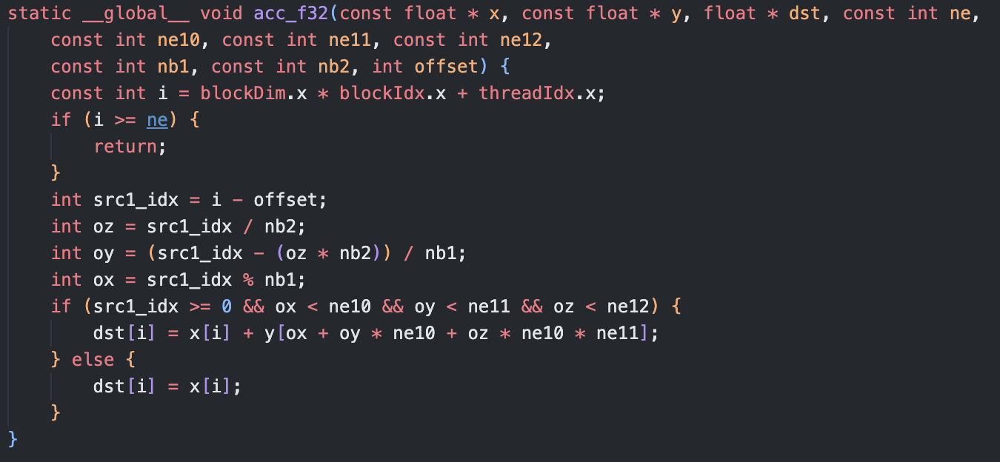 static __global__ void acc_f32(const float * x, const float * y, float * dst, const int ne,
    const int ne10, const int ne11, const int ne12,
    const int nb1, const int nb2, int offset) {
    const int i = blockDim.x * blockIdx.x + threadIdx.x;
    if (i >= ne) {
        return;
    }
    int src1_idx = i - offset;
    int oz = src1_idx / nb2;
    int oy = (src1_idx - (oz * nb2)) / nb1;
    int ox = src1_idx % nb1;
    if (src1_idx >= 0 && ox < ne10 && oy < ne11 && oz < ne12) {
        dst[i] = x[i] + y[ox + oy * ne10 + oz * ne10 * ne11];
    } else {
        dst[i] = x[i];
    }
}